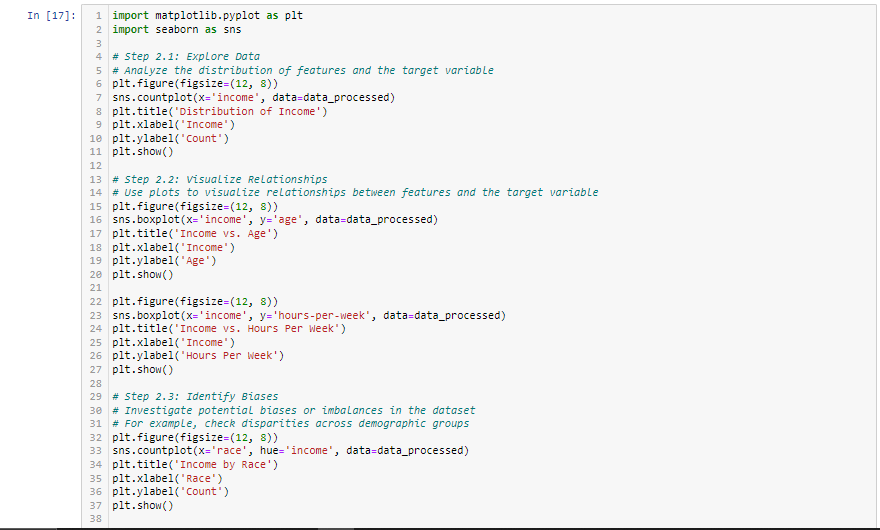 In [17]:
1 import matplotlib.pyplot as plt
2 import seaborn as sns
3
4 # Step 2.1: Explore Data
5 # Analyze the distribution of features and the target variable
6 plt.figure(figsize=(12, 8))
7 sns.countplot(x='income', data=data_processed)
8 plt.title('Distribution of Income')
9 plt.xlabel('Income')
10 plt.ylabel('Count')
11 plt.show()
12
13 # Step 2.2: Visualize Relationships
14 # Use plots to visualize relationships between features and the target variable
15 plt.figure(figsize=(12, 8))
16 sns.boxplot(x='income', y='age', data=data_processed)
17 plt.title('Income vs. Age')
18 plt.xlabel('Income')
19 plt.ylabel('Age')
20 plt.show()
21
22 plt.figure(figsize=(12, 8))
23 sns.boxplot(x='income', y='hours-per-week', data=data_processed)
24 plt.title('Income vs. Hours Per Week')
25 plt.xlabel('Income')
26 plt.ylabel('Hours Per Week')
27 plt.show()
28
29 # Step 2.3: Identify Biases
30 # Investigate potential biases or imbalances in the dataset
31 # For example, check disparities across demographic groups
32 plt.figure(figsize=(12, 8))
33 sns.countplot(x='race', hue='income', data=data_processed)
34 plt.title('Income by Race')
35 plt.xlabel('Race')
36 plt.ylabel('Count')
37 plt.show()
38